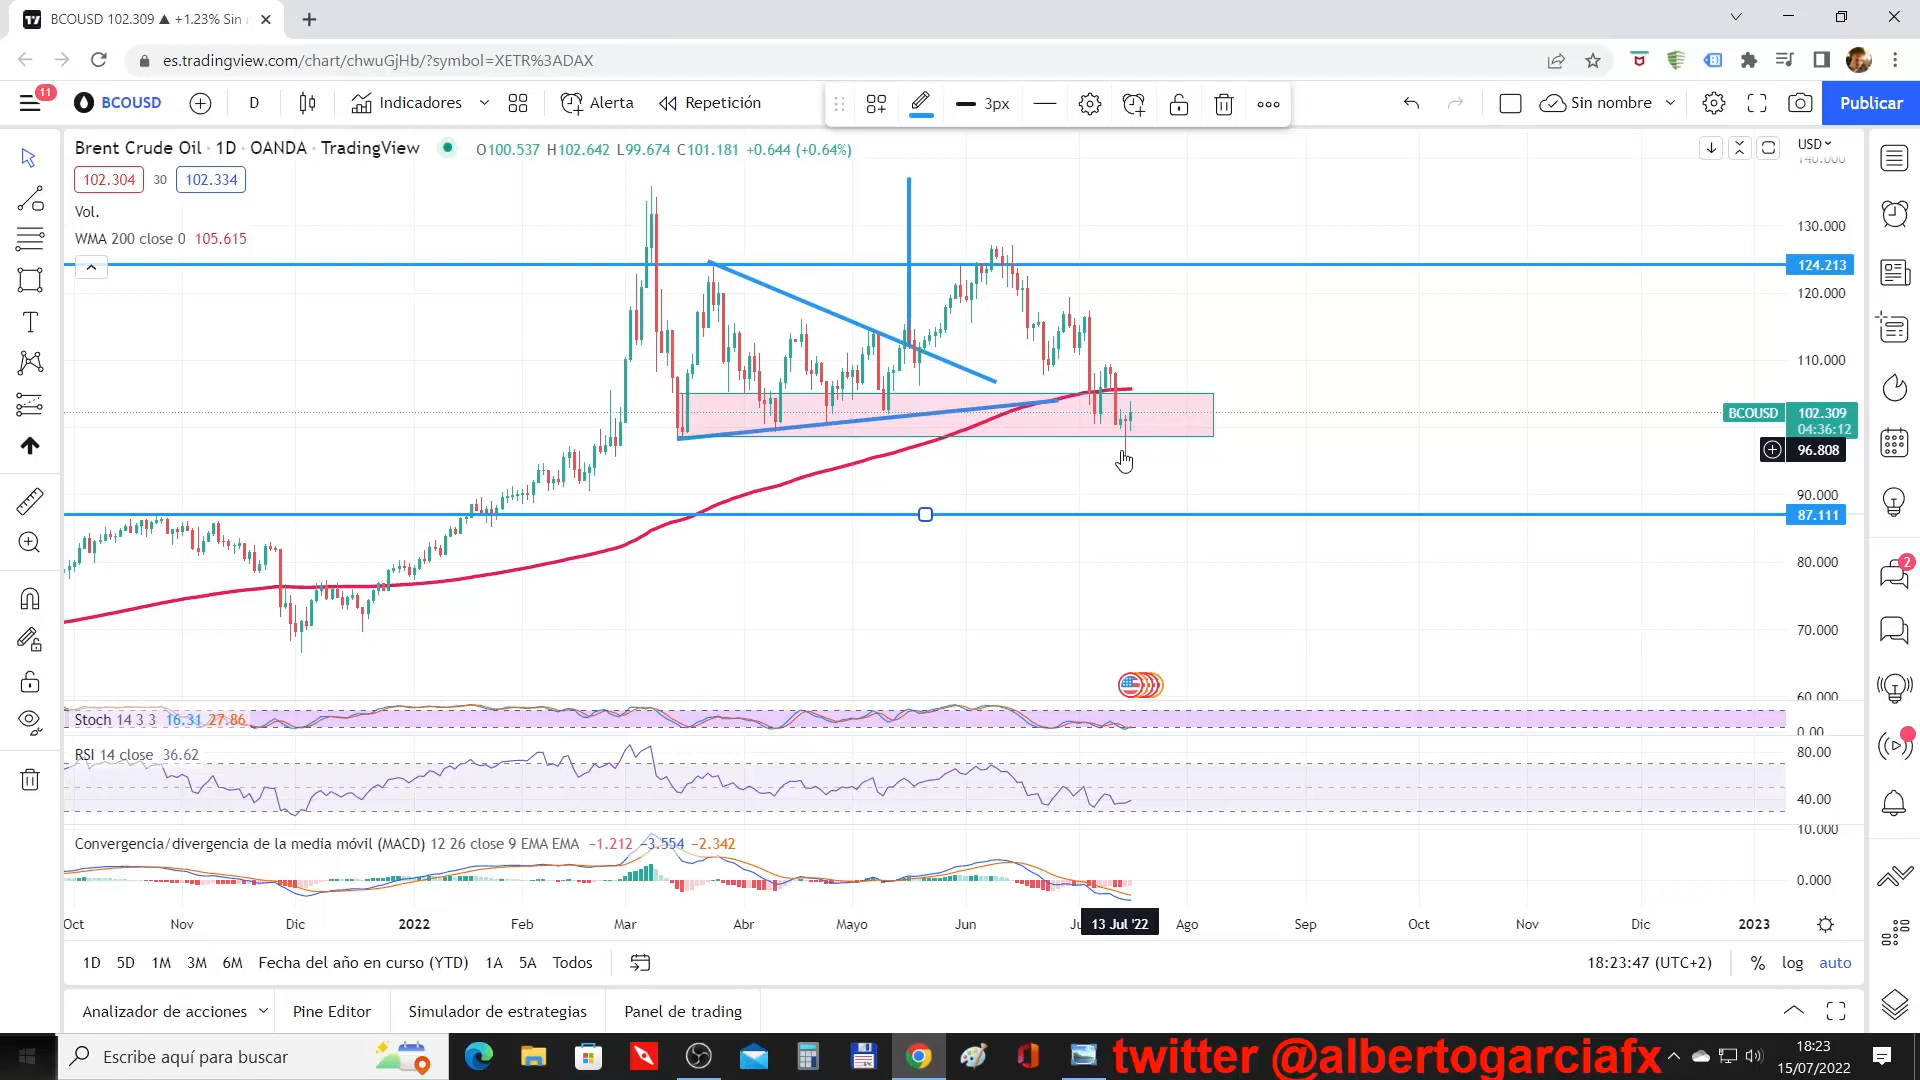 BCOUSD 102.309 ▲ +1.23% Sin
es.tradingview.com/chart/chwuGjHb/?symbol=XETR%3ADAX
11
BCOUSD
D
Indicadores
Alerta
Repetición
3px
Sin nombre
Publicar
Brent Crude Oil · 1D · OANDA · TradingView
O100.537 H102.642 L99.674 C101.181 +0.644 (+0.64%)
USD
102.304 30 102.334
Vol.
WMA 200 close 0 105.615
140.000
130.000
124.213
120.000
110.000
BCOUSD 102.309
04:36:12
96.808
90.000
87.111
80.000
70.000
60.000
2
Stoch 14 3 3 16.31 27.86
0.00
RSI 14 close 36.62
80.00
40.00
Convergencia/divergencia de la media móvil (MACD) 12 26 close 9 EMA EMA −1.212 −3.554 −2.342
10.000
0.000
Oct Nov Dic 2022 Feb Mar Abr Mayo Jun 13 Jul '22 Ago Sep Oct Nov Dic 2023
1D 5D 1M 3M 6M Fecha del año en curso (YTD) 1A 5A Todos
18:23:47 (UTC+2) % log auto
Analizador de acciones Pine Editor Simulador de estrategias Panel de trading
Escribe aquí para buscar
twitter @albertogarciafx
18:23
15/07/2022